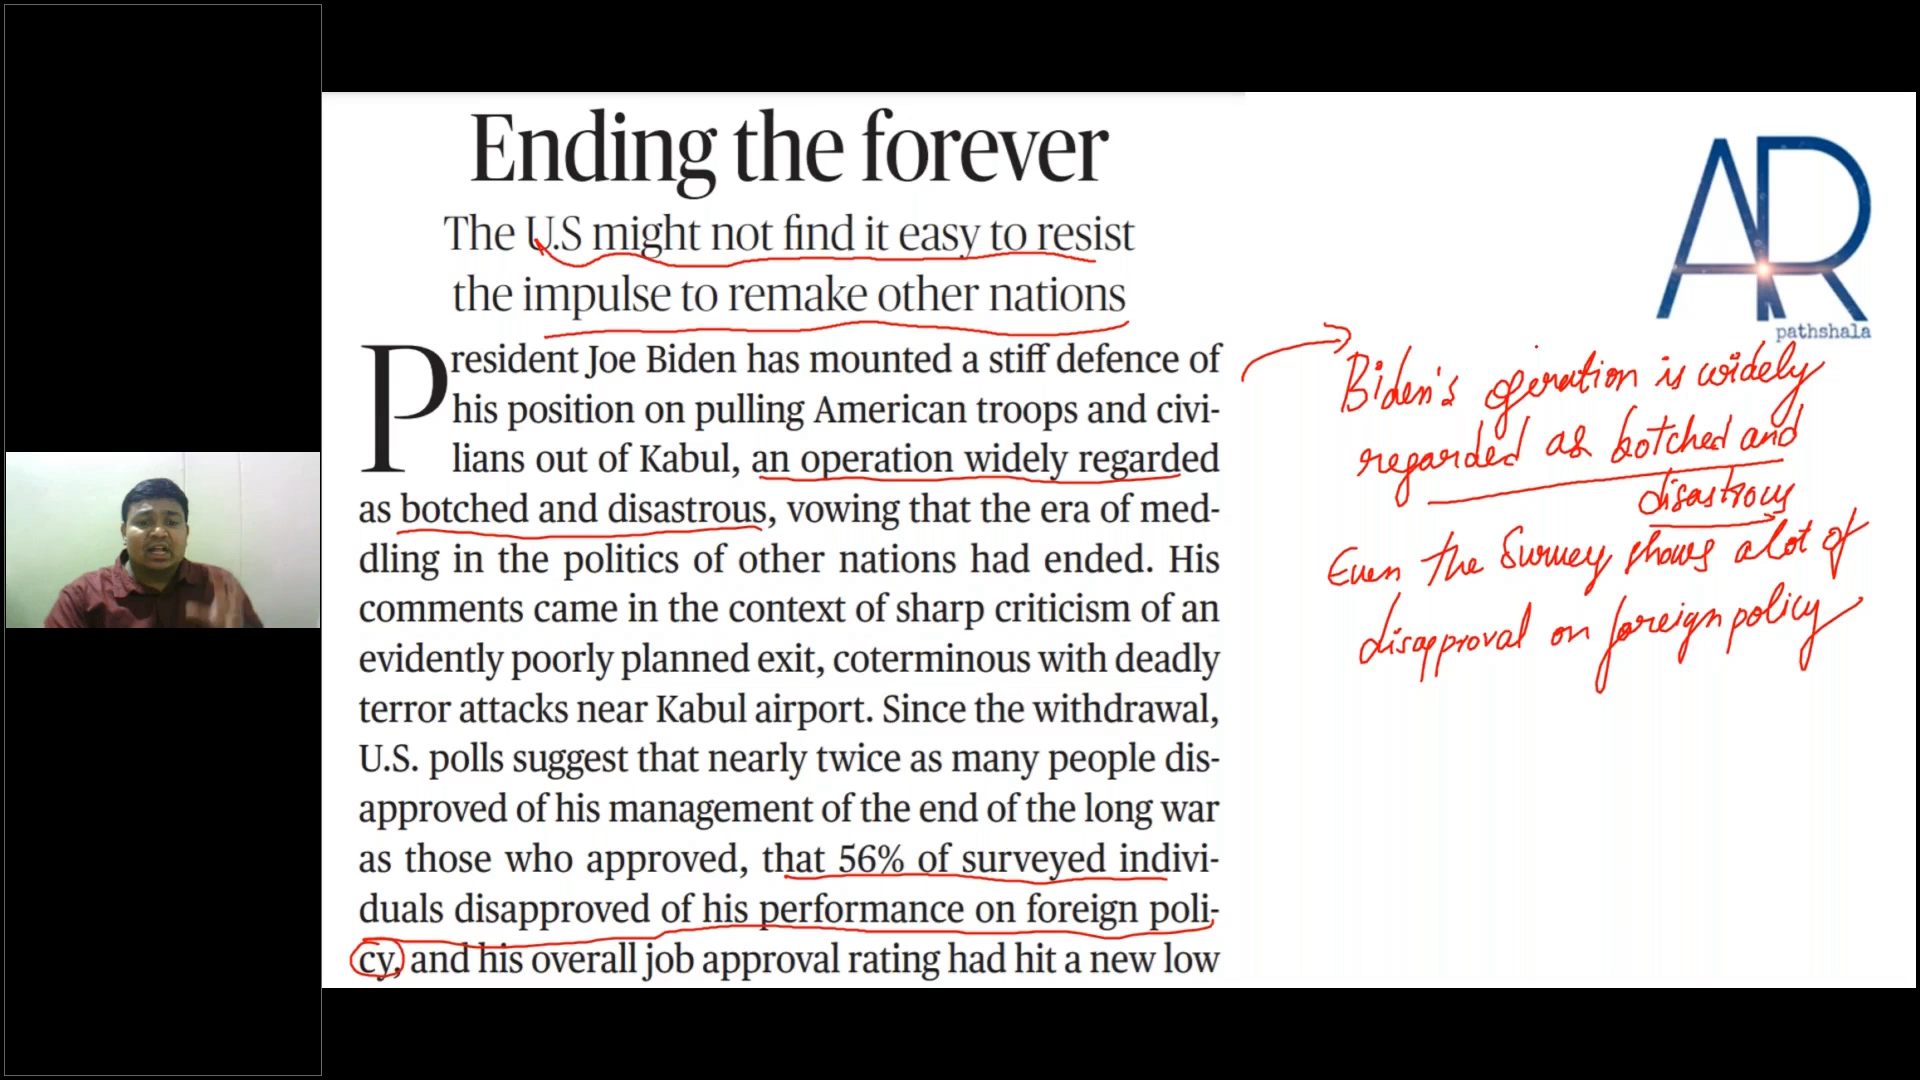 Ending the forever
The U.S might not find it easy to resist
the impulse to remake other nations
President Joe Biden has mounted a stiff defence of
his position on pulling American troops and civi-
lians out of Kabul, an operation widely regarded
as botched and disastrous, vowing that the era of med-
dling in the politics of other nations had ended. His
comments came in the context of sharp criticism of an
evidently poorly planned exit, coterminous with deadly
terror attacks near Kabul airport. Since the withdrawal,
U.S. polls suggest that nearly twice as many people dis-
approved of his management of the end of the long war
as those who approved, that 56% of surveyed indivi-
duals disapproved of his performance on foreign poli-
cy, and his overall job approval rating had hit a new low
AR
pathshala
Biden's operation is widely
regarded as botched and
disastrous
Even the Survey shows a lot of
disapproval on foreign policy